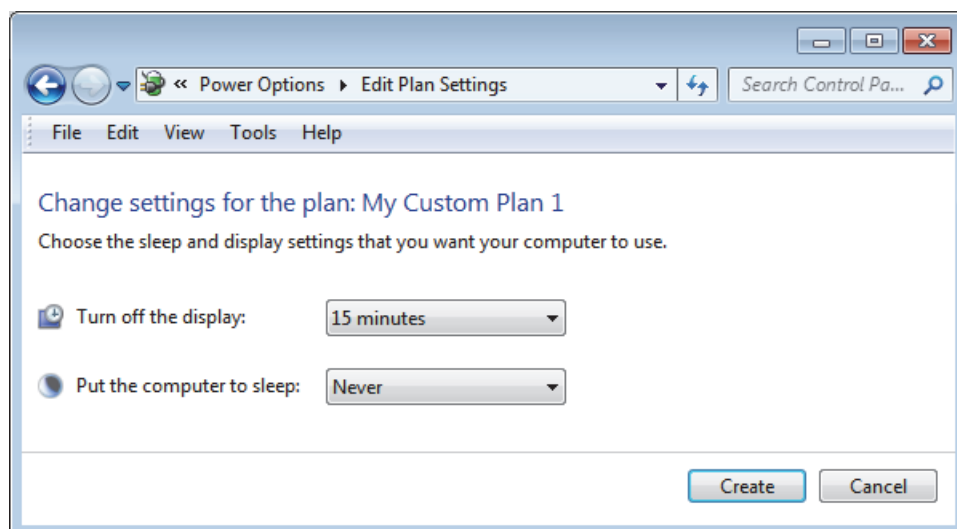 « Power Options ▸ Edit Plan Settings
Search Control Pa...
File Edit View Tools Help
Change settings for the plan: My Custom Plan 1
Choose the sleep and display settings that you want your computer to use.
Turn off the display: 15 minutes
Put the computer to sleep: Never
Create Cancel